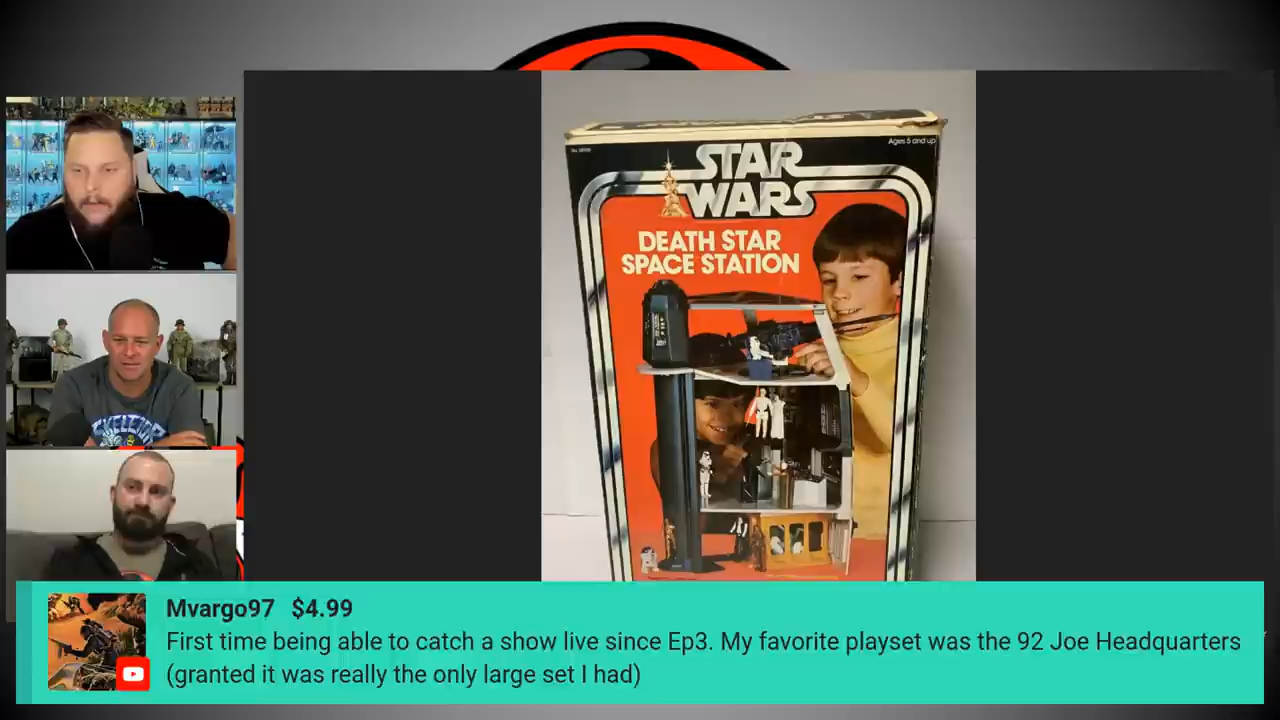 Ages 5 and up
STAR
WARS
DEATH STAR
SPACE STATION
Mvargo97 $4.99
First time being able to catch a show live since Ep3. My favorite playset was the 92 Joe Headquarters
(granted it was really the only large set I had)